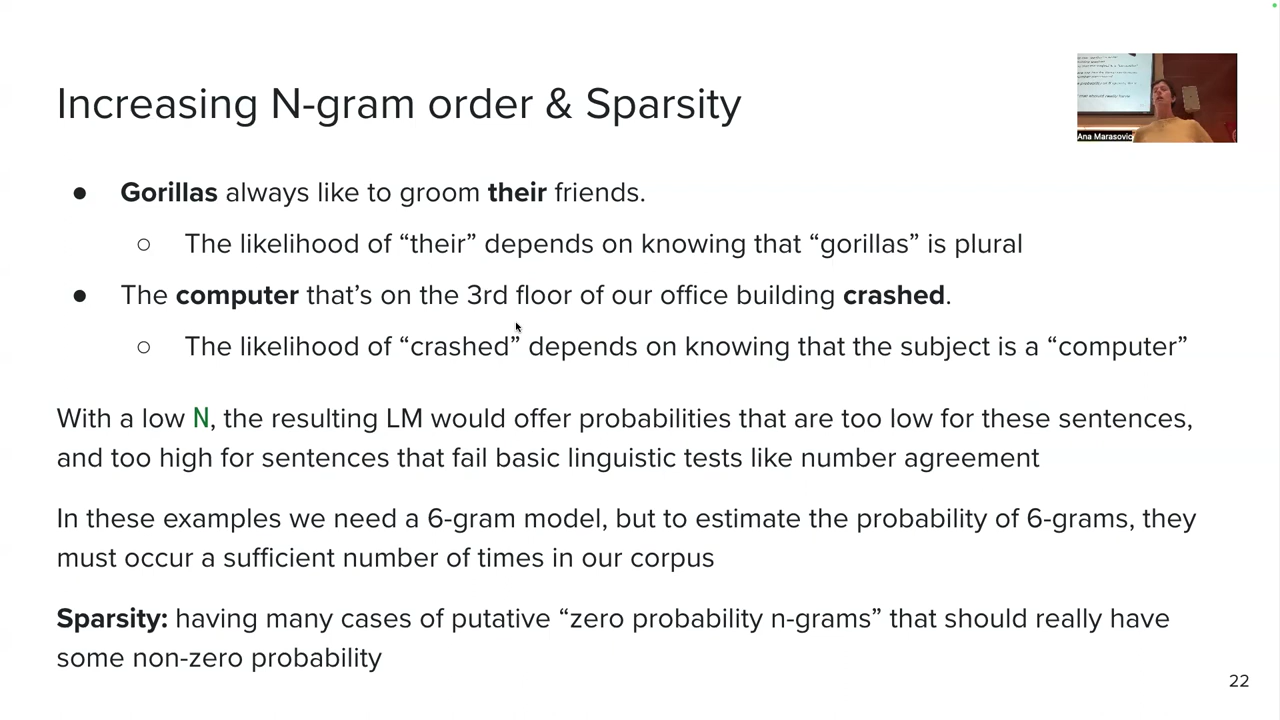 Increasing N-gram order & Sparsity
Ana Marasovic
● Gorillas always like to groom their friends.
○ The likelihood of “their” depends on knowing that “gorillas” is plural
● The computer that’s on the 3rd floor of our office building crashed.
○ The likelihood of “crashed” depends on knowing that the subject is a “computer”
With a low N, the resulting LM would offer probabilities that are too low for these sentences,
and too high for sentences that fail basic linguistic tests like number agreement
In these examples we need a 6-gram model, but to estimate the probability of 6-grams, they
must occur a sufficient number of times in our corpus
Sparsity: having many cases of putative “zero probability n-grams” that should really have
some non-zero probability
22